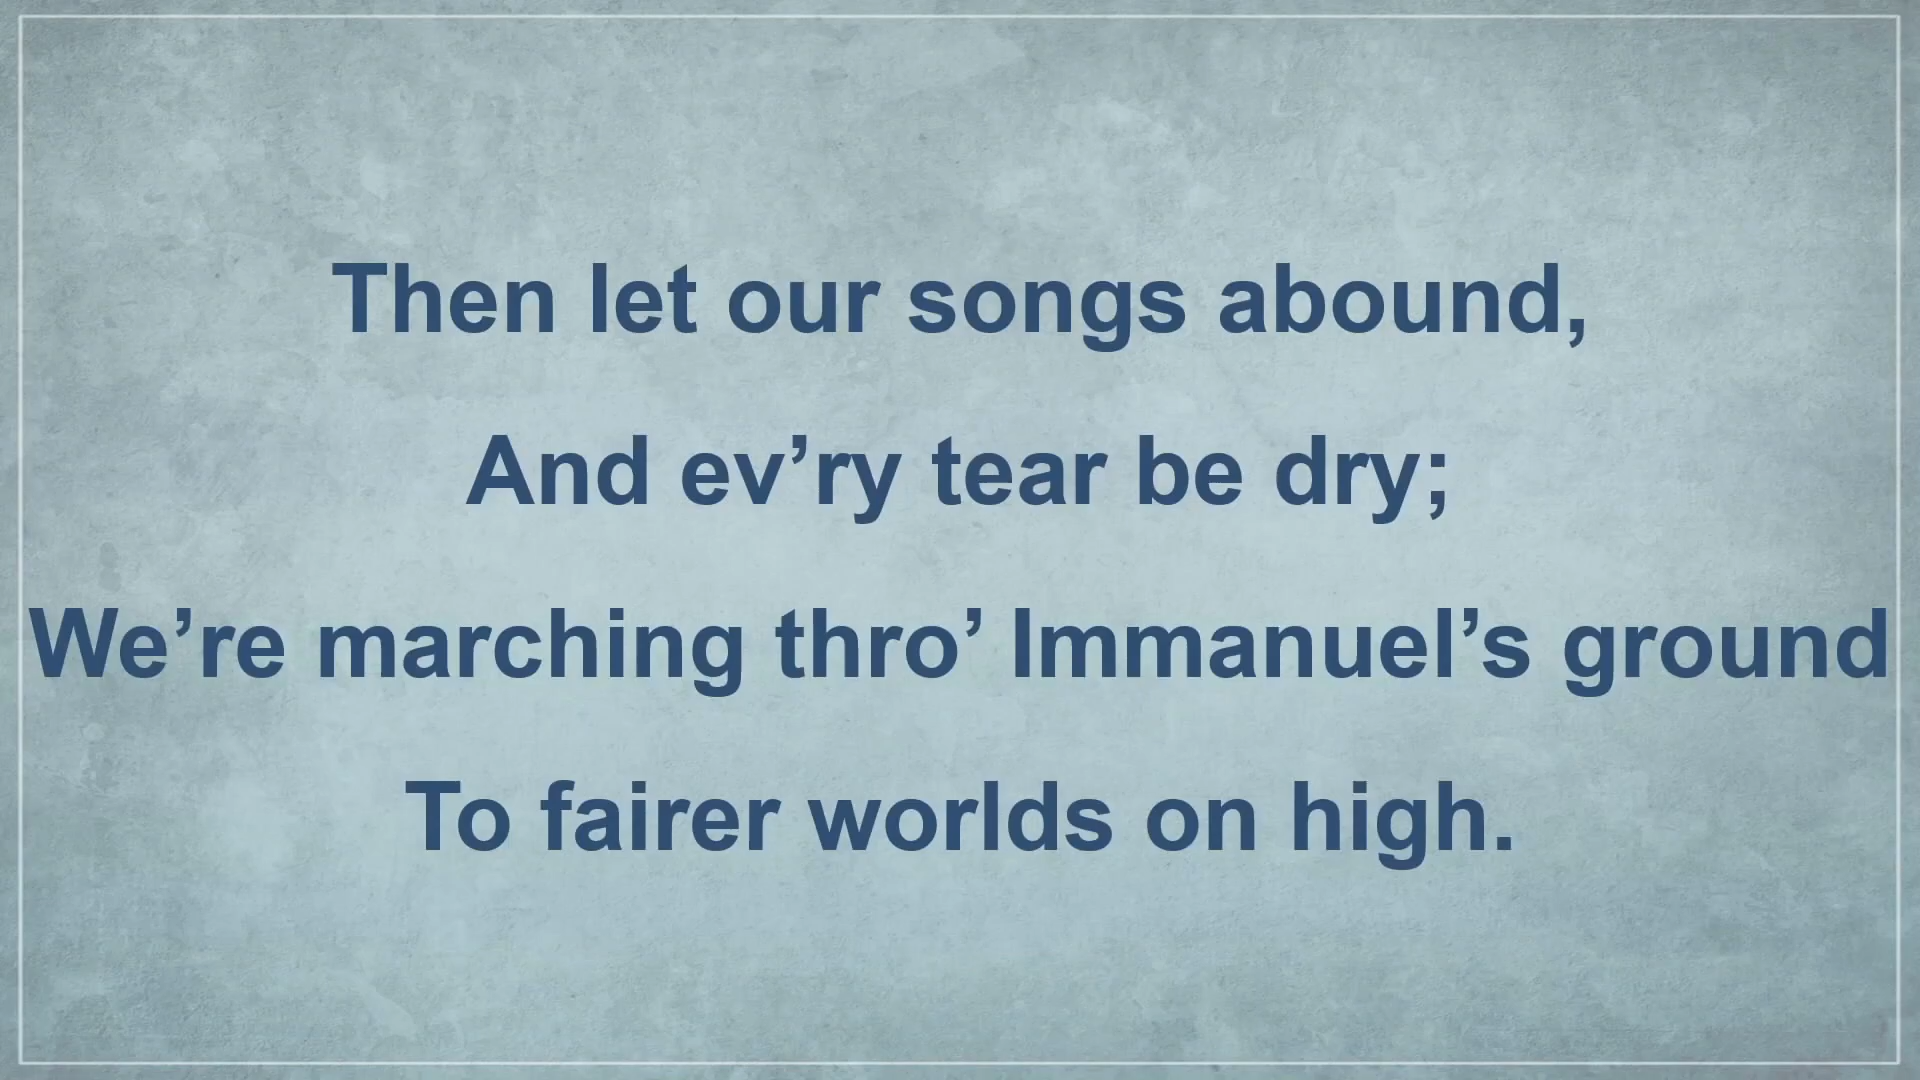 Then let our songs abound,
And ev’ry tear be dry;
We’re marching thro’ Immanuel’s ground
To fairer worlds on high.